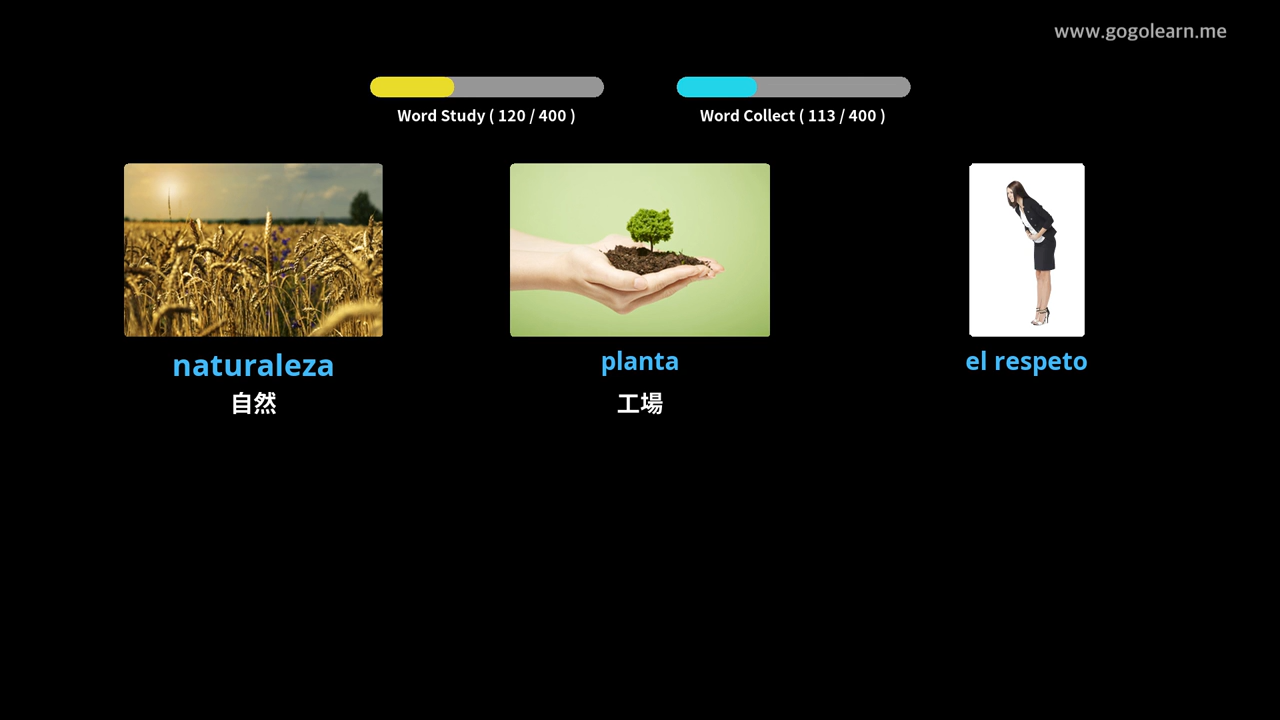 www.gogolearn.me
Word Study ( 120 / 400 )
Word Collect ( 113 / 400 )
naturaleza
自然
planta
工場
el respeto